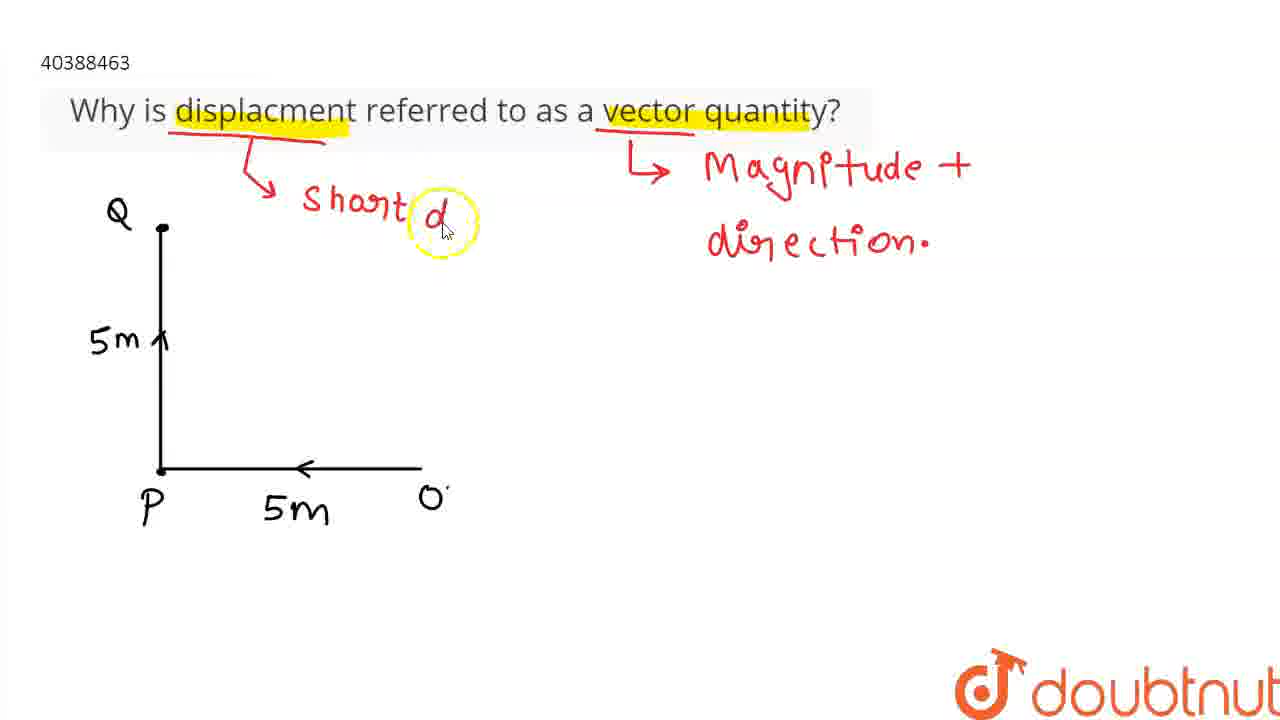 40388463
Why is displacment referred to as a vector quantity?
Magnitude +
Short d
direction.
Q
5m
P
5m
O
doubtnut